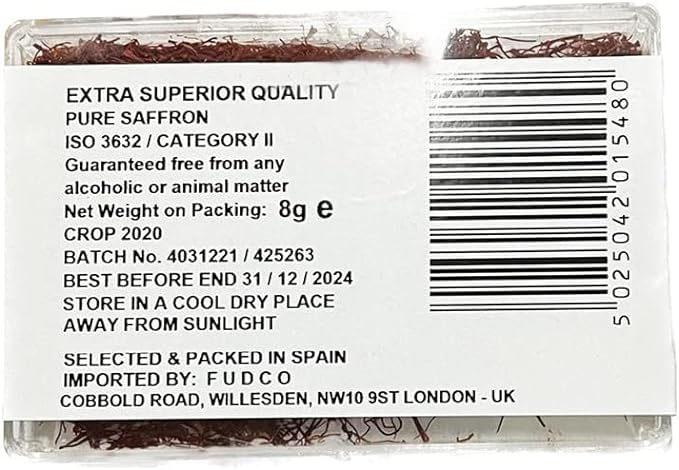 EXTRA SUPERIOR QUALITY
PURE SAFFRON
ISO 3632 / CATEGORY II
Guaranteed free from any
alcoholic or animal matter
Net Weight on Packing: 8g e
CROP 2020
BATCH No. 4031221 / 425263
BEST BEFORE END 31 / 12 / 2024
STORE IN A COOL DRY PLACE
AWAY FROM SUNLIGHT
SELECTED & PACKED IN SPAIN
IMPORTED BY: F U D C O
COBBOLD ROAD, WILLESDEN, NW10 9ST LONDON - UK
5 025042 015480